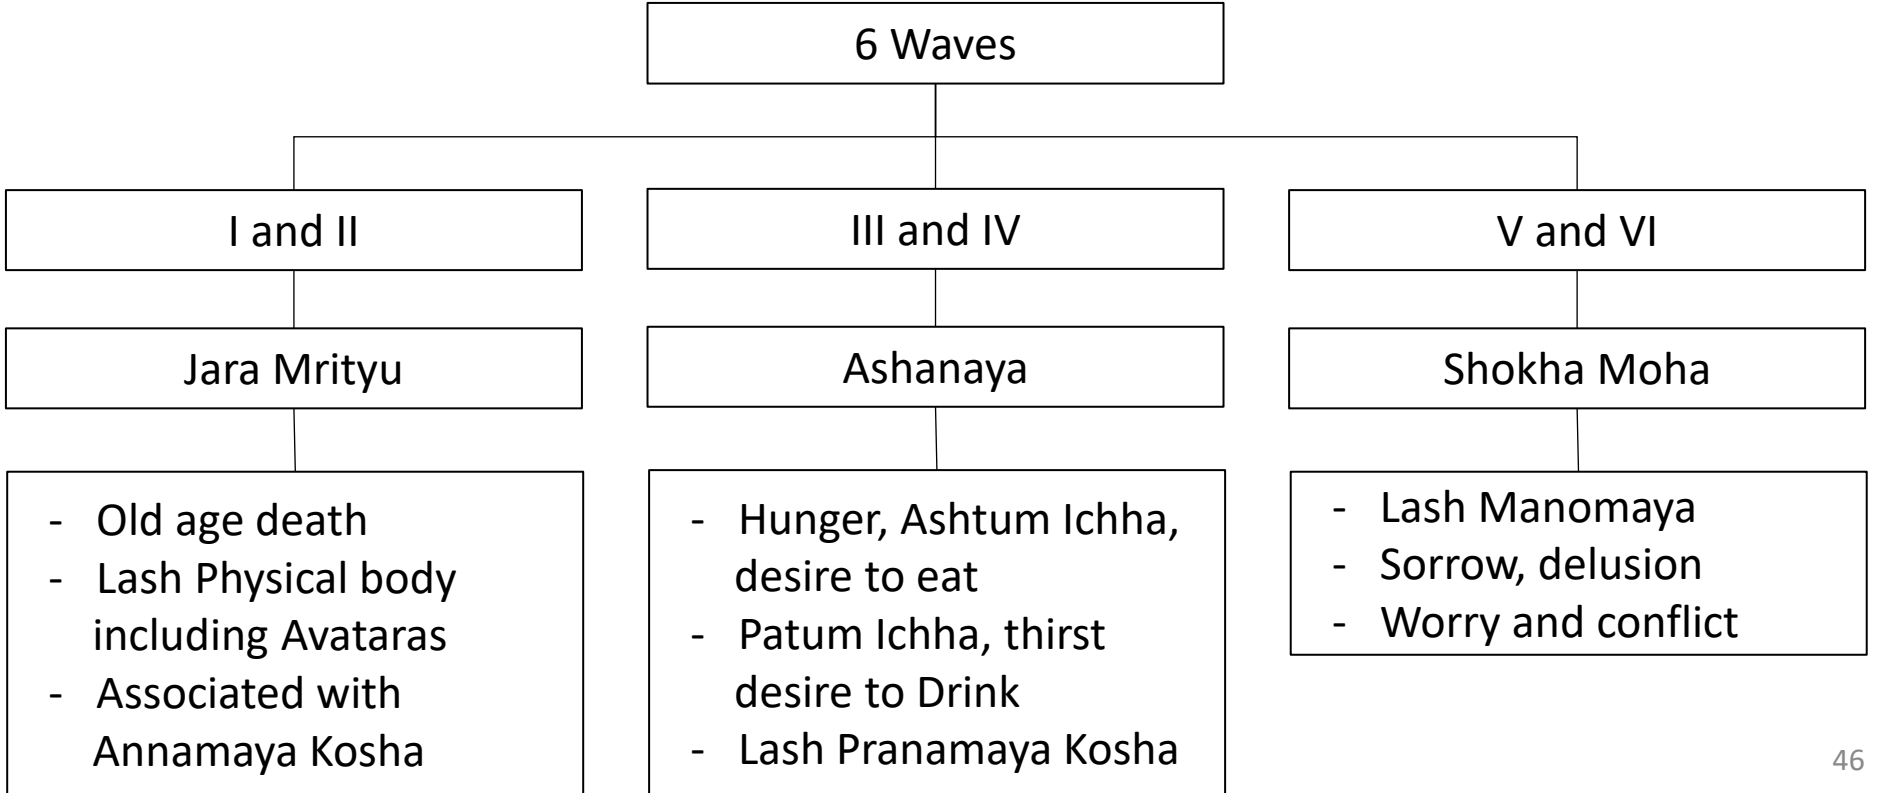 6 Waves
I and II
III and IV
V and VI
Jara Mrityu
Ashanaya
Shokha Moha
- Old age death
- Lash Physical body
including Avataras
- Associated with
Annamaya Kosha
- Hunger, Ashtum Ichha,
desire to eat
- Patum Ichha, thirst
desire to Drink
- Lash Pranamaya Kosha
- Lash Manomaya
- Sorrow, delusion
- Worry and conflict
46